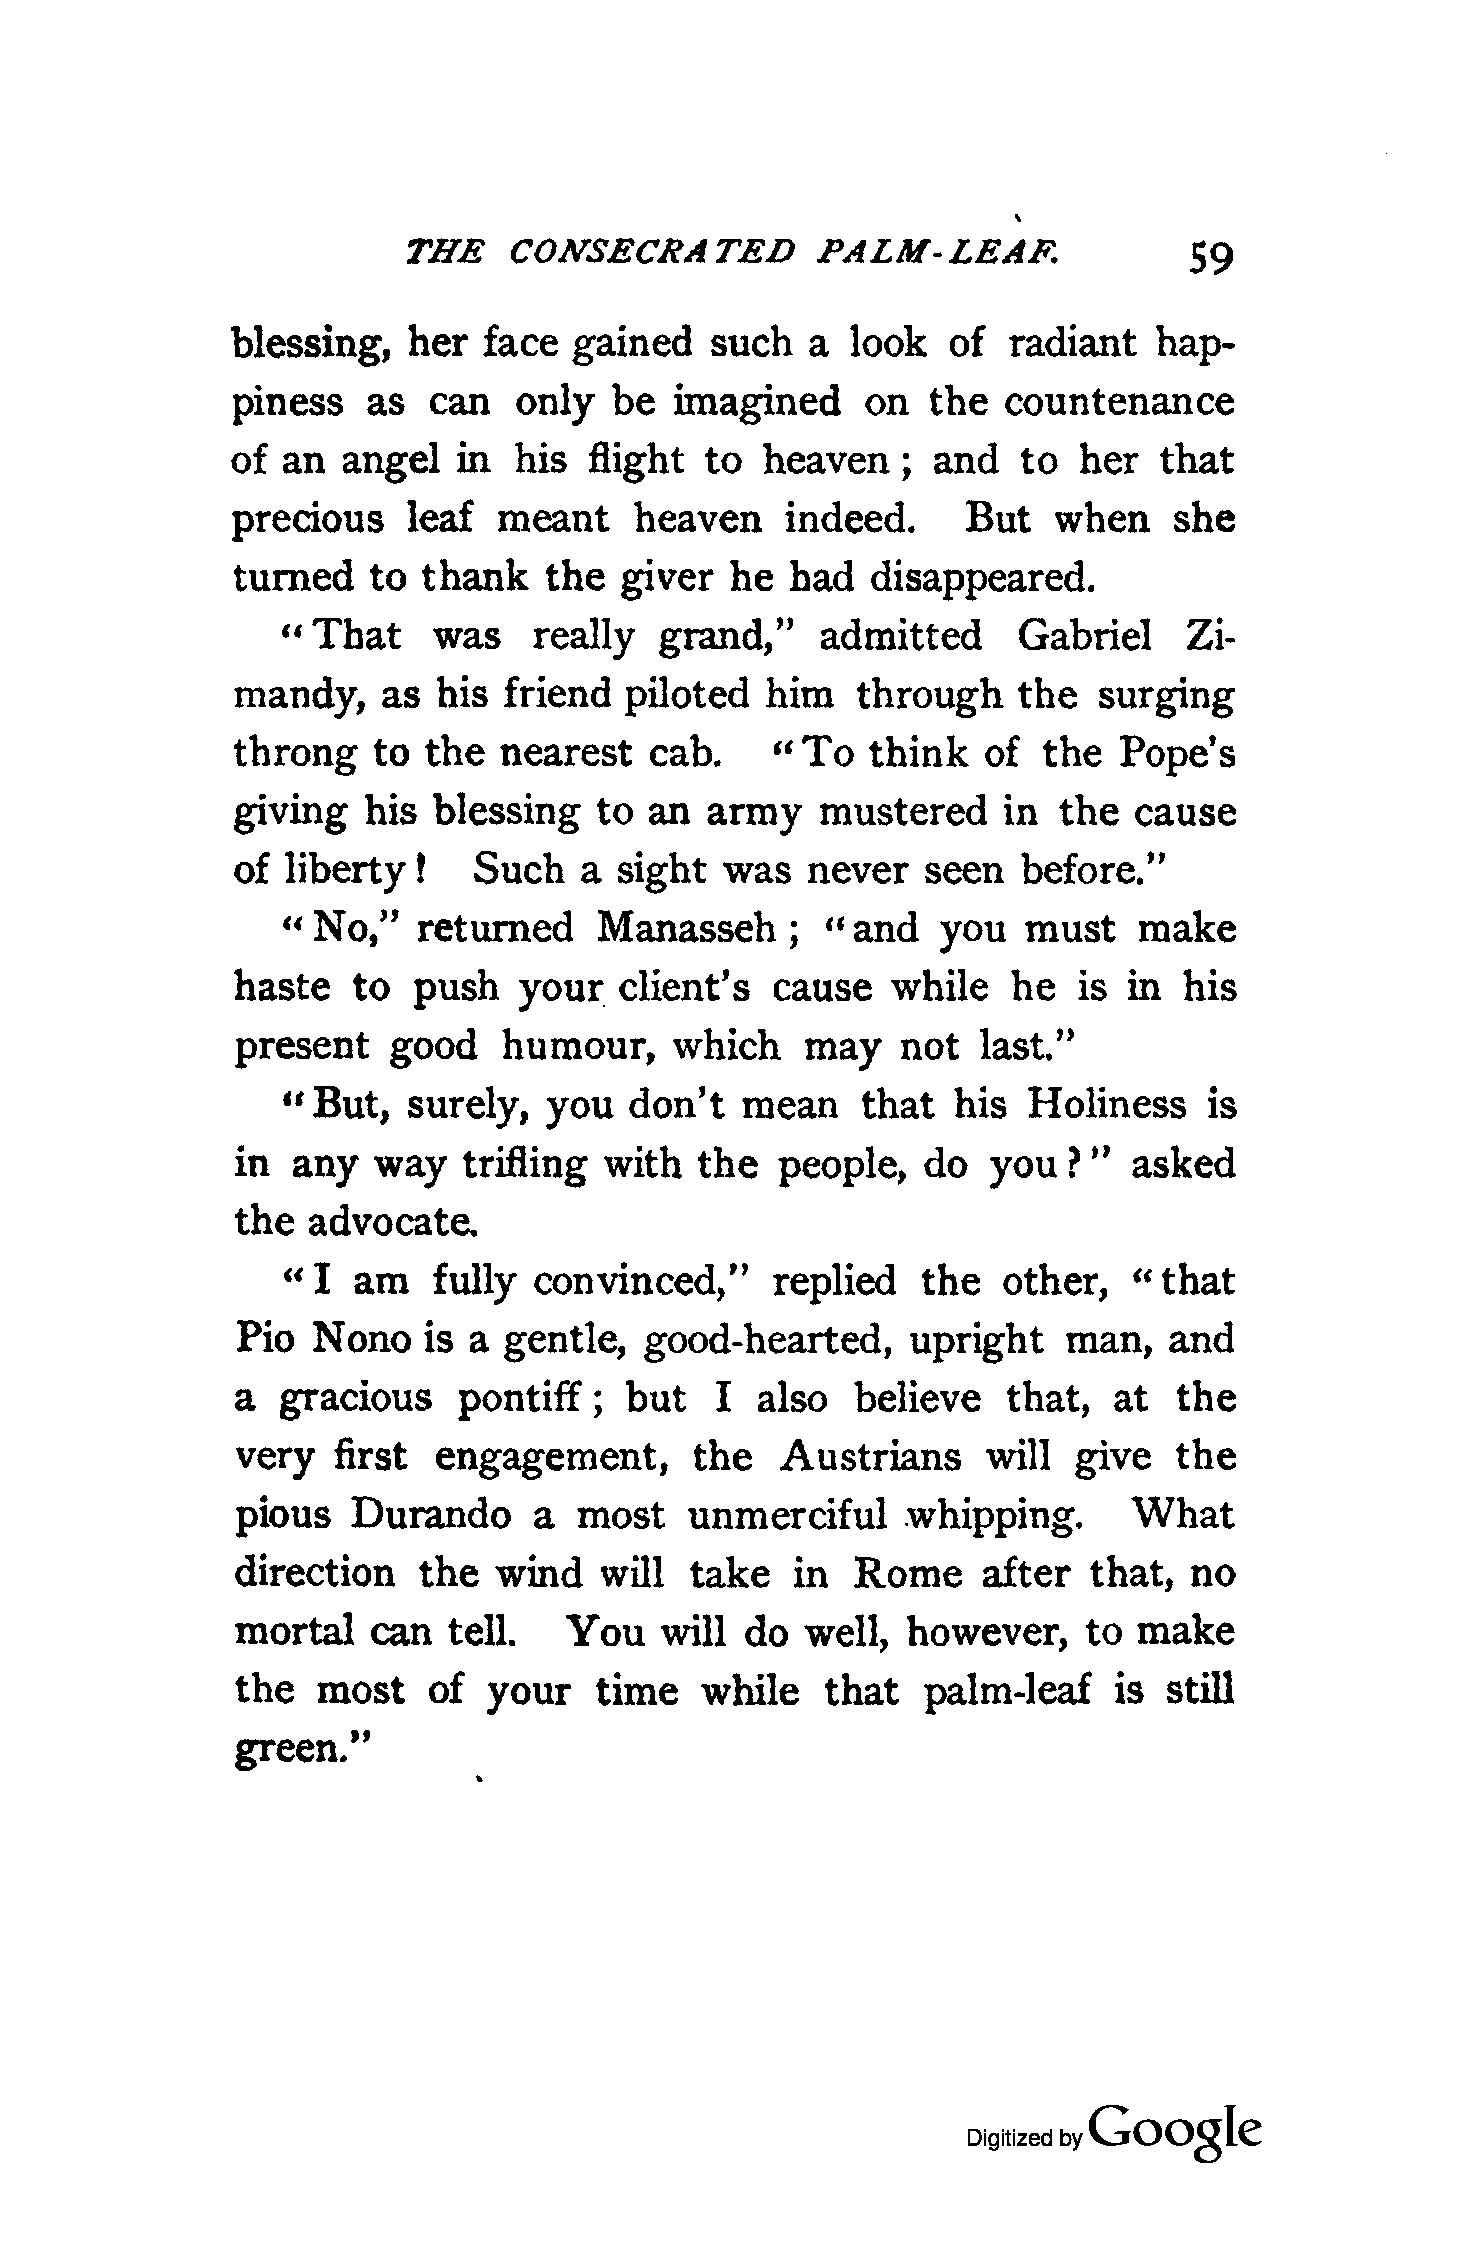 THE CONSECRATED PALM-LEAF. 59
blessing, her face gained such a look of radiant hap-
piness as can only be imagined on the countenance
of an angel in his flight to heaven; and to her that
precious leaf meant heaven indeed. But when she
turned to thank the giver he had disappeared.
"That was really grand," admitted Gabriel Zi-
mandy, as his friend piloted him through the surging
throng to the nearest cab. "To think of the Pope's
giving his blessing to an army mustered in the cause
of liberty! Such a sight was never seen before."
"No," returned Manasseh; "and you must make
haste to push your client's cause while he is in his
present good humour, which may not last."
"But, surely, you don't mean that his Holiness is
in any way trifling with the people, do you?" asked
the advocate.
"I am fully convinced," replied the other, "that
Pio Nono is a gentle, good-hearted, upright man, and
a gracious pontiff; but I also believe that, at the
very first engagement, the Austrians will give the
pious Durando a most unmerciful whipping. What
direction the wind will take in Rome after that, no
mortal can tell. You will do well, however, to make
the most of your time while that palm-leaf is still
green."
Digitized by Google